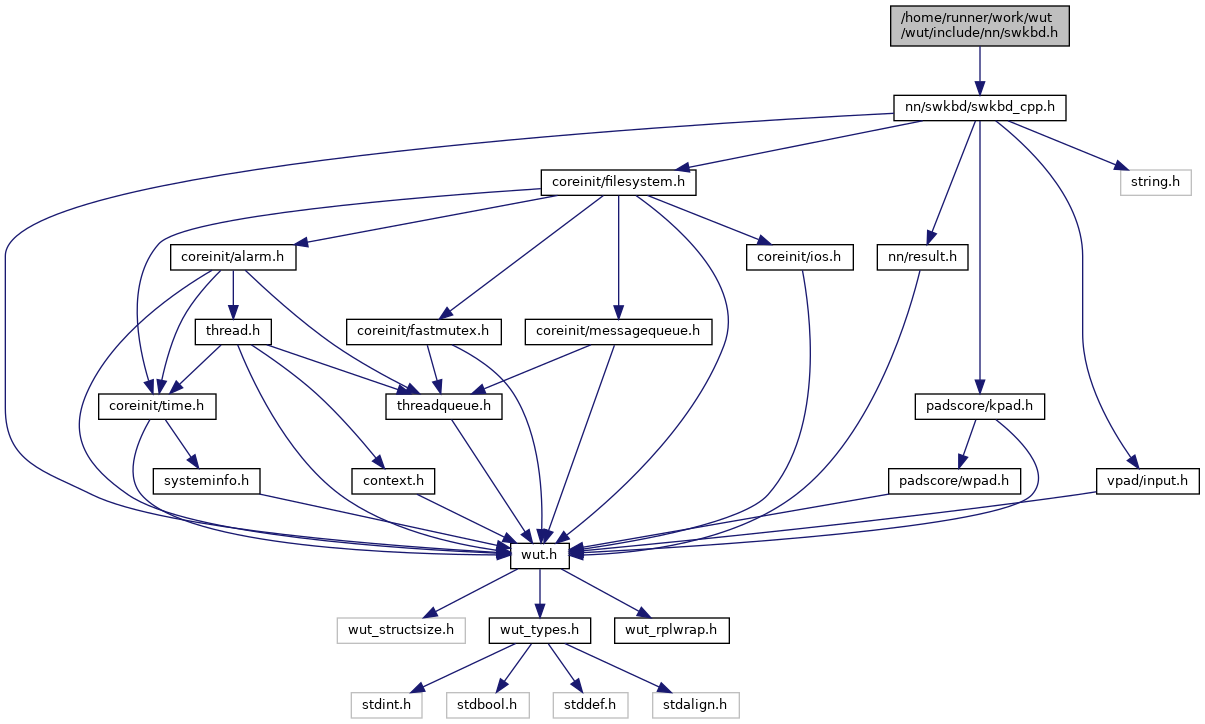 /home/runner/work/wut
/wut/include/nn/swkbd.h
nn/swkbd/swkbd_cpp.h
coreinit/filesystem.h
string.h
coreinit/alarm.h
coreinit/ios.h
nn/result.h
thread.h
coreinit/fastmutex.h
coreinit/messagequeue.h
coreinit/time.h
threadqueue.h
padscore/kpad.h
systeminfo.h
context.h
padscore/wpad.h
vpad/input.h
wut.h
wut_structsize.h
wut_types.h
wut_rplwrap.h
stdint.h
stdbool.h
stddef.h
stdalign.h